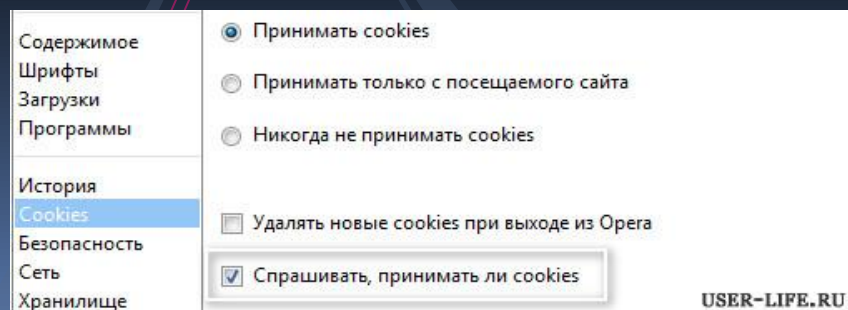 Содержимое
Шрифты
Загрузки
Программы
История
Cookies
Безопасность
Сеть
Хранилище
Принимать cookies
Принимать только с посещаемого сайта
Никогда не принимать cookies
Удалять новые cookies при выходе из Opera
Спрашивать, принимать ли cookies
USER-LIFE.RU